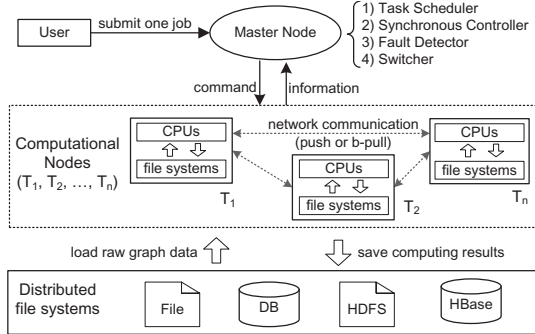 User
submit one job
Master Node
1) Task Scheduler
2) Synchronous Controller
3) Fault Detector
4) Switcher
command
information
Computational
Nodes
(T1, T2, ..., Tn)
CPUs
file systems
T1
network communication
(push or b-pull)
CPUs
file systems
T2
CPUs
file systems
Tn
load raw graph data
save computing results
Distributed
file systems
File
DB
HDFS
HBase